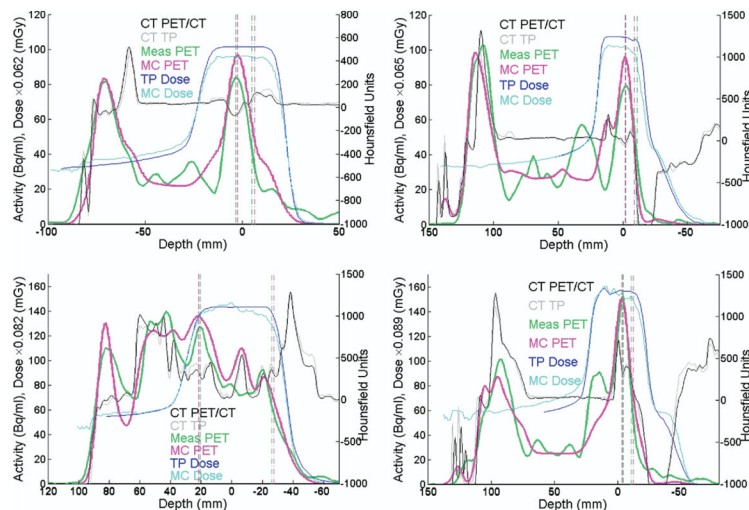 120
100
80
60
40
20
0
-100
-50
0
50
Depth (mm)
Activity (Bq/ml), Dose ×0.062 (mGy)
CT PET/CT
CT TP
Meas PET
MC PET
TP Dose
MC Dose
800
600
400
200
0
-200
-400
-600
-800
1000
Hounsfield Units
120
100
80
60
40
20
0
150
100
50
0
-50
Depth (mm)
Activity (Bq/ml), Dose ×0.065 (mGy)
CT PET/CT
CT TP
Meas PET
MC PET
TP Dose
MC Dose
1500
1000
500
0
-500
1000
Hounsfield Units
160
140
120
100
80
60
40
20
0
120
100
80
60
40
20
0
-20
-40
-60
Depth (mm)
Activity (Bq/ml), Dose ×0.082 (mGy)
CT PET/CT
CT TP
Meas PET
MC PET
TP Dose
MC Dose
1500
1000
500
0
-500
1000
Hounsfield Units
160
140
120
100
80
60
40
20
0
150
100
50
0
-50
Depth (mm)
Activity (Bq/ml), Dose ×0.089 (mGy)
CT PET/CT
CT TP
Meas PET
MC PET
TP Dose
MC Dose
1500
1000
500
0
-500
1000
Hounsfield Units